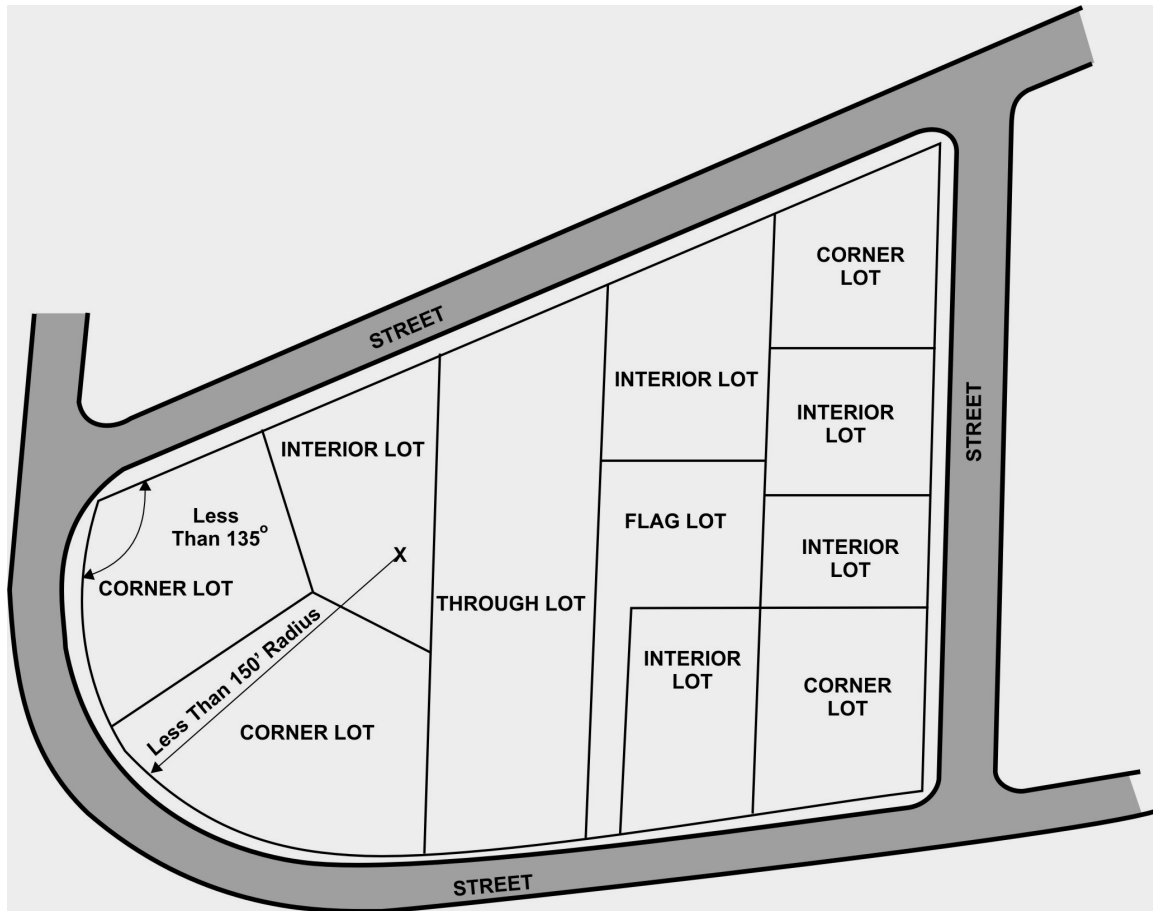 CORNER
LOT
STREET
INTERIOR LOT
INTERIOR
LOT
STREET
INTERIOR LOT
Less
Than 135°
FLAG LOT
INTERIOR
LOT
X
CORNER LOT
THROUGH LOT
Less Than 150' Radius
INTERIOR
LOT
CORNER
LOT
CORNER LOT
STREET